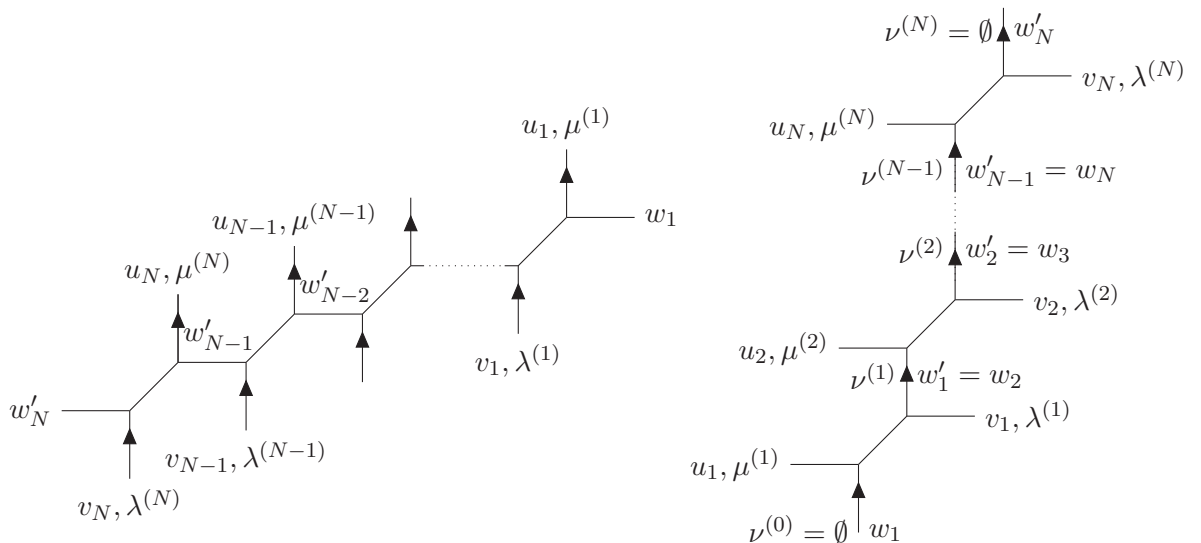 u_1, μ^{(1)}
w_1
u_{N-1}, μ^{(N-1)}
u_N, μ^{(N)}
w'_{N-2}
w'_{N-1}
v_1, λ^{(1)}
w'_N
v_{N-1}, λ^{(N-1)}
v_N, λ^{(N)}
ν^{(N)} = ∅ w'_N
v_N, λ^{(N)}
u_N, μ^{(N)}
ν^{(N-1)} w'_{N-1} = w_N
ν^{(2)} w'_2 = w_3
v_2, λ^{(2)}
u_2, μ^{(2)}
ν^{(1)} w'_1 = w_2
v_1, λ^{(1)}
u_1, μ^{(1)}
ν^{(0)} = ∅ w_1